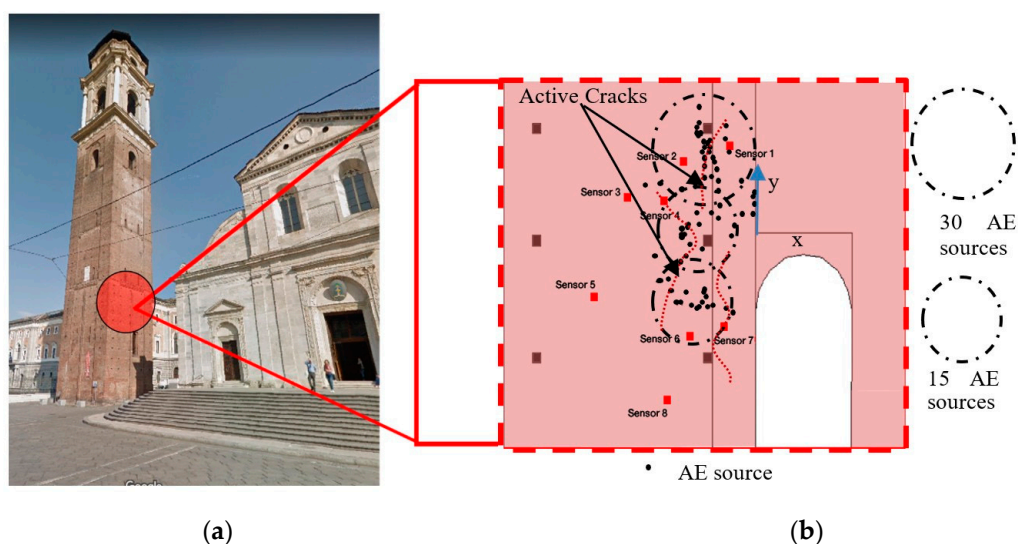 Active Cracks
Sensor 1
Sensor 2
Sensor 3
Sensor 4
y
x
30 AE
sources
Sensor 5
Sensor 6
Sensor 7
15 AE
sources
Sensor 8
AE source
Google
(a)
(b)